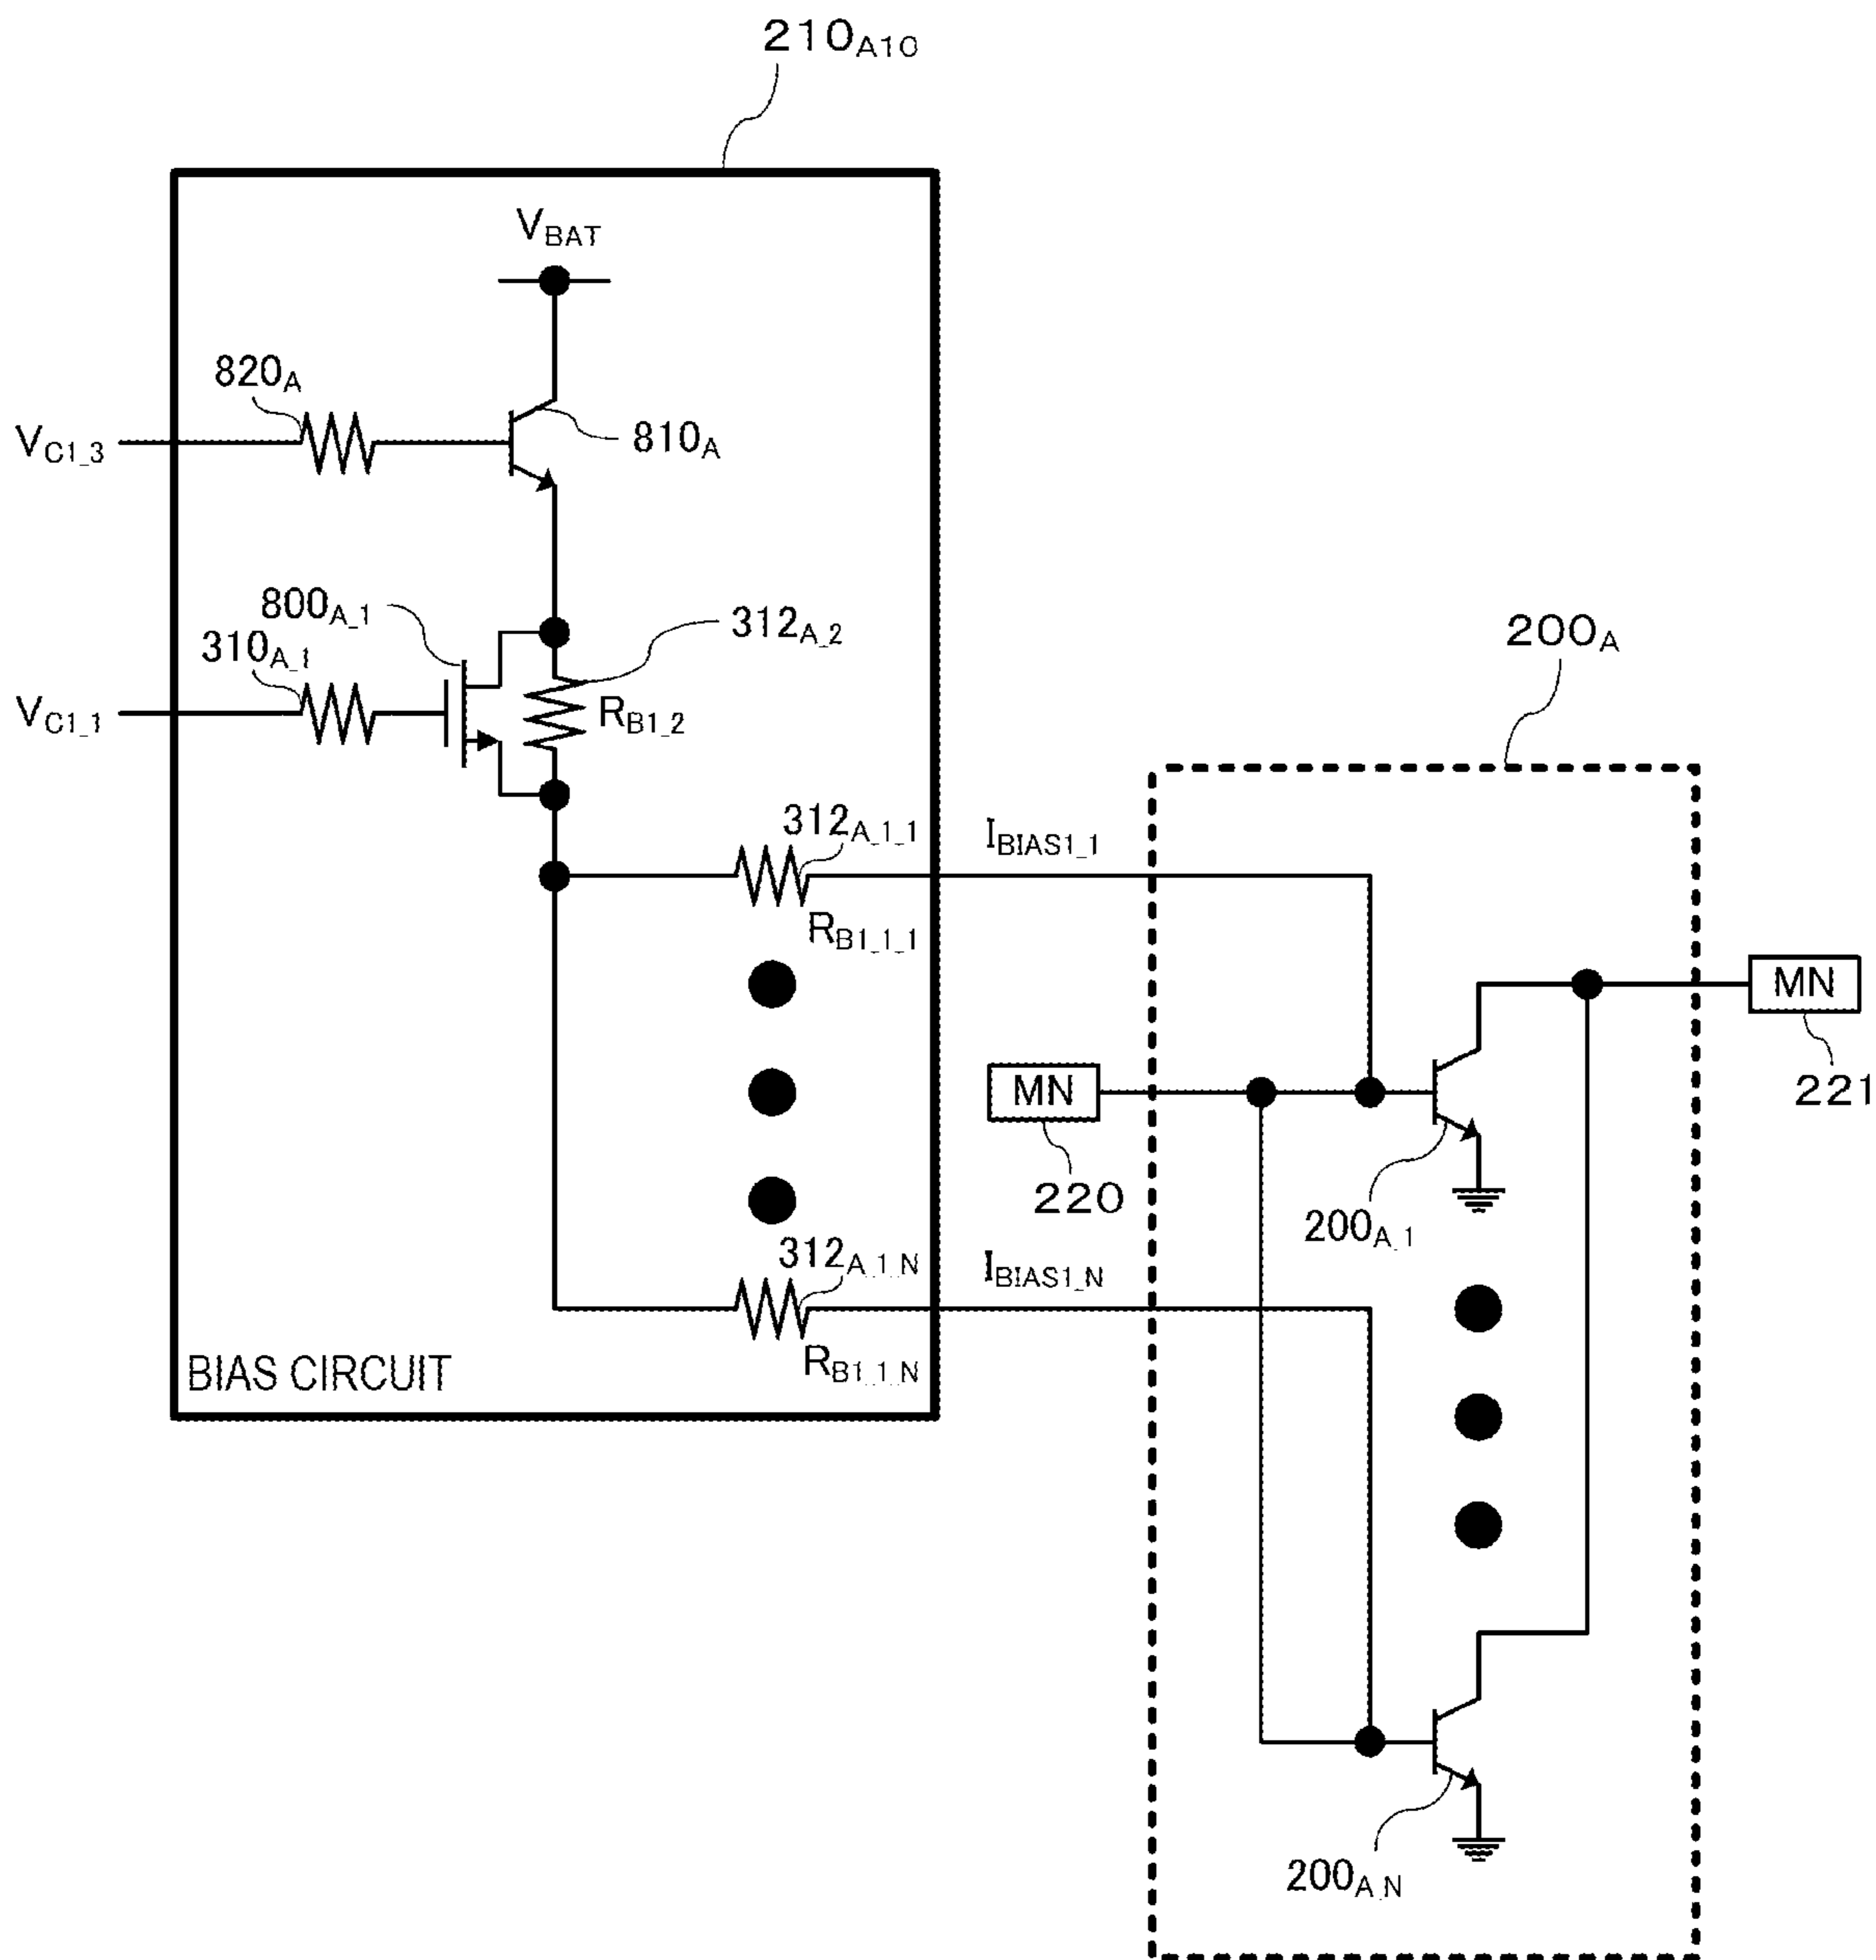 210A10
VBAT
820A
VC1_3
810A
800A_1
310A_1
312A_2
VC1_1
RB1_2
200A
312A_1_1
IBIAS1_1
RB1_1_1
MN
221
MN
220
200A_1
312A_1_N
IBIAS1_N
RB1_1_N
BIAS CIRCUIT
200A_N